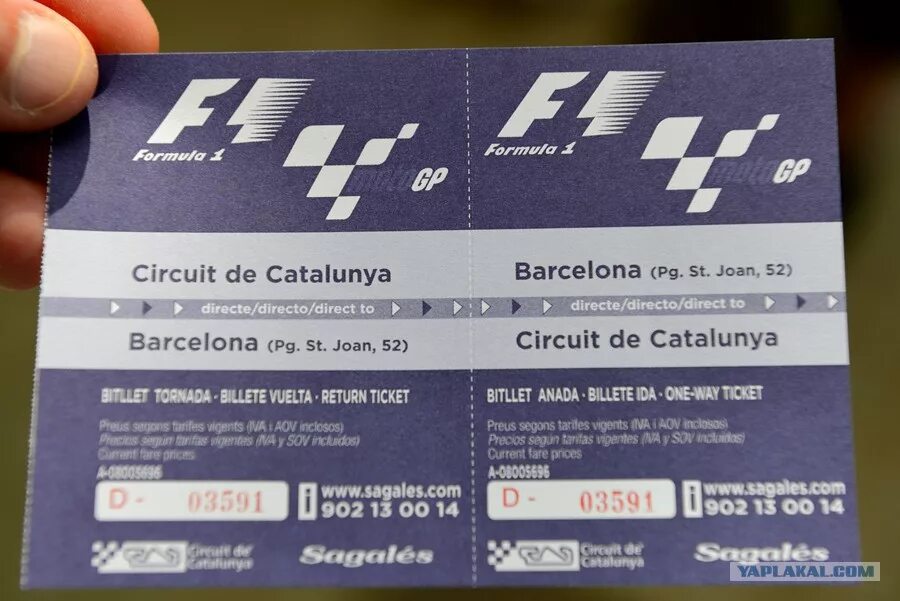 F1
Formula 1
moto GP
Circuit de Catalunya
directe/directo/direct to
Barcelona (Pg. St. Joan, 52)
BITLLET TORNADA · BILLETE VUELTA · RETURN TICKET
Preus segons tarifes vigents (IVA i AOV inclosos)
Precios según tarifas vigentes (IVA y SOV incluidos)
Current fare prices
A-08005696
D - 03591
i www.sagales.com
902 13 00 14
Circuit de Catalunya
Sagalés
F1
Formula 1
moto GP
Barcelona (Pg. St. Joan, 52)
directe/directo/direct to
Circuit de Catalunya
BITLLET ANADA · BILLETE IDA · ONE-WAY TICKET
Preus segons tarifes vigents (IVA i AOV inclosos)
Precios según tarifas vigentes (IVA y SOV incluidos)
Current fare prices
A-08005696
D - 03591
i www.sagales.com
902 13 00 14
Circuit de Catalunya
Sagalés
YAPLAKAL.COM